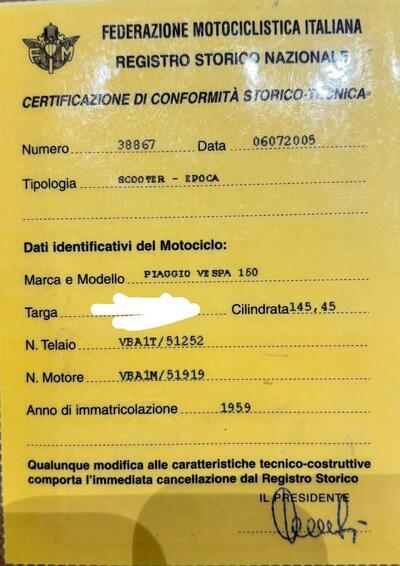 FEDERAZIONE MOTOCICLISTICA ITALIANA
REGISTRO STORICO NAZIONALE
FMI
CERTIFICAZIONE DI CONFORMITÀ STORICO-TECNICA
Numero 38867 Data 06072005
Tipologia SCOOTER - EPOCA
Dati identificativi del Motociclo:
Marca e Modello PIAGGIO VESPA 150
Targa Cilindrata 145,45
N. Telaio VBA1T/51252
N. Motore VBA1M/51919
Anno di immatricolazione 1959
Qualunque modifica alle caratteristiche tecnico-costruttive
comporta l'immediata cancellazione dal Registro Storico
IL PRESIDENTE